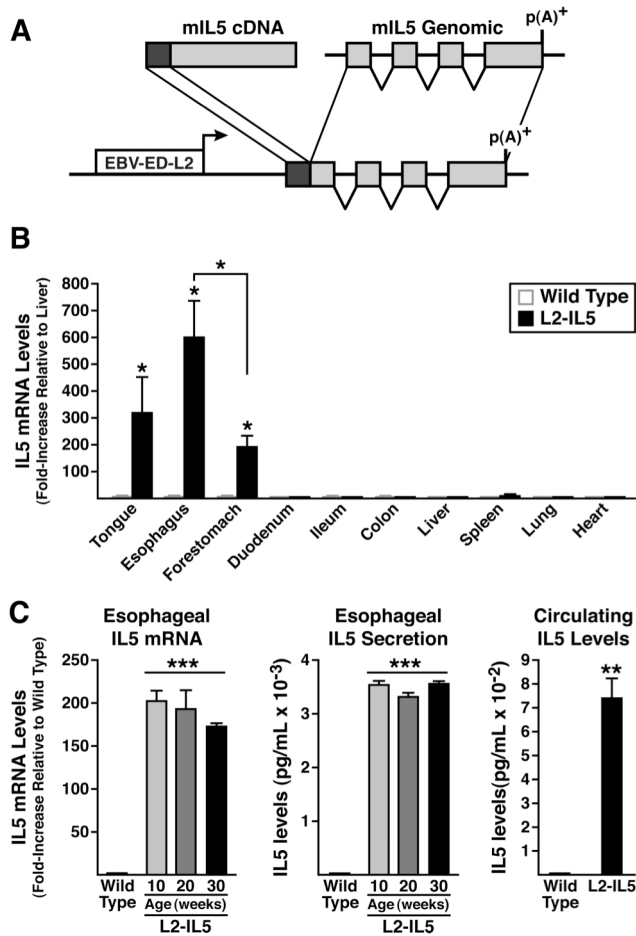 A
mIL5 cDNA
mIL5 Genomic
p(A)+
EBV-ED-L2
p(A)+
B
IL5 mRNA Levels
(Fold-Increase Relative to Liver)
800
700
600
500
400
300
200
100
*
*
*
*
Wild Type
L2-IL5
Tongue
Esophagus
Forestomach
Duodenum
Ileum
Colon
Liver
Spleen
Lung
Heart
C
Esophageal
IL5 mRNA
IL5 mRNA Levels
(Fold-Increase Relative to Wild Type)
250
200
150
100
50
***
Wild
Type
10 20 30
Age (weeks)
L2-IL5
Esophageal
IL5 Secretion
IL5 levels (pg/mL x 10-3)
4
3
2
1
***
Wild
Type
10 20 30
Age (weeks)
L2-IL5
Circulating
IL5 Levels
IL5 levels(pg/mL x 10-2)
9
8
7
6
5
4
3
2
1
**
Wild
Type
L2-IL5